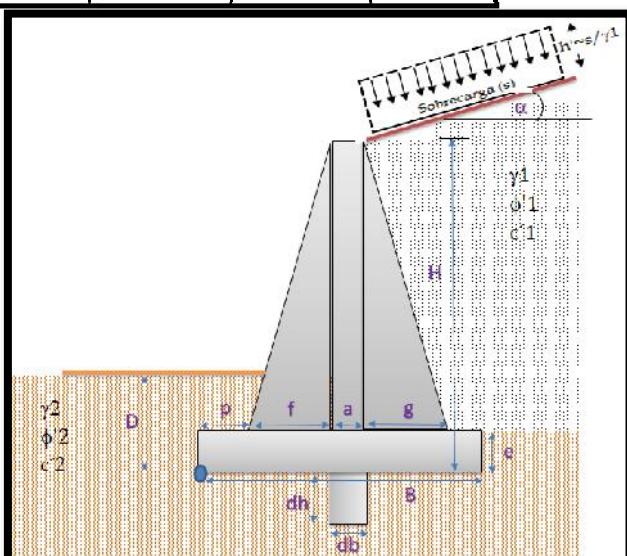 h'~s/γ1
Sobrecarga (s)
α
γ1
ϕ'1
c'1
H
γ2
ϕ'2
c'2
D
p
f
a
g
e
B
dh
db